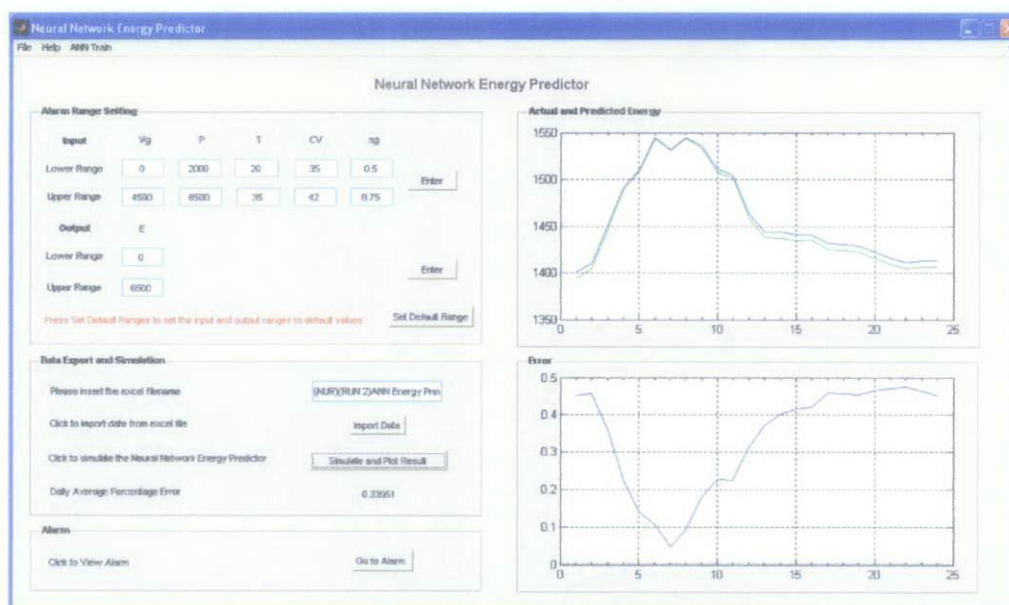 Neural Network Energy Predictor
File Help ANN Train
Neural Network Energy Predictor
Alarm Range Setting
Input Vg P T CV sg
Lower Range 0 2000 20 35 0.5
Enter
Upper Range 4500 8500 35 42 0.75
Output E
Lower Range 0
Enter
Upper Range 6500
Press Set Default Ranges to set the input and output ranges to default values
Set Default Range
Data Export and Simulation
Please insert the excel filename (NUR)(RUN 2)ANN Energy Pre
Click to import data from excel file Import Data
Click to simulate the Neural Network Energy Predictor Simulate and Plot Result
Daily Average Percentage Error 0.33951
Alarm
Click to View Alarm Go to Alarm
Actual and Predicted Energy
1550
1500
1450
1400
1350
0 5 10 15 20 25
Error
0.5
0.4
0.3
0.2
0.1
0
0 5 10 15 20 25